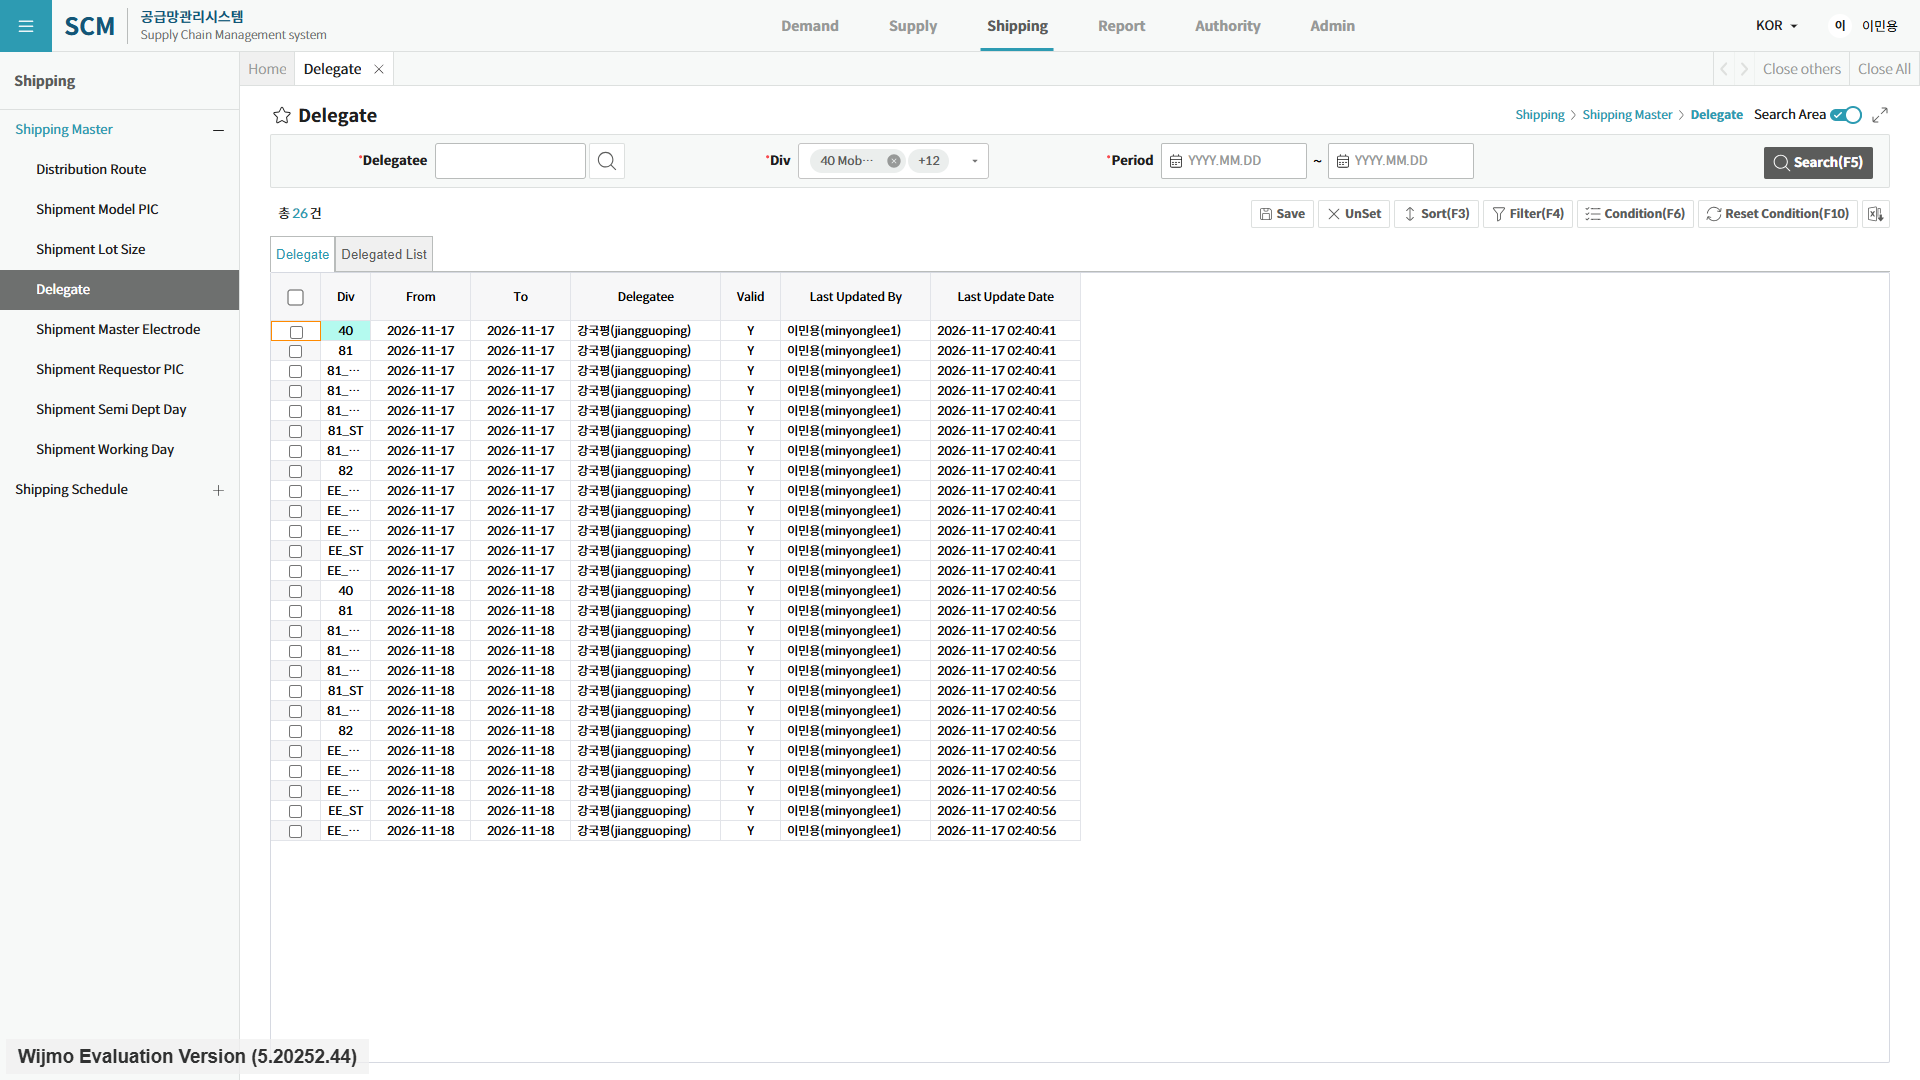 SCM 공급망관리시스템 Supply Chain Management system
Demand Supply Shipping Report Authority Admin
KOR 이 이민용
Shipping
Home Delegate Close others Close All
Shipping Master
Distribution Route
Shipment Model PIC
Shipment Lot Size
Delegate
Shipment Master Electrode
Shipment Requestor PIC
Shipment Semi Dept Day
Shipment Working Day
Shipping Schedule
Delegate
Shipping > Shipping Master > Delegate Search Area
*Delegatee *Div 40 Mob··· +12 *Period YYYY.MM.DD ~ YYYY.MM.DD Search(F5)
총 26 건
Save UnSet Sort(F3) Filter(F4) Condition(F6) Reset Condition(F10)
Delegate Delegated List
Div From To Delegatee Valid Last Updated By Last Update Date
40 2026-11-17 2026-11-17 강국평(jiangguoping) Y 이민용(minyonglee1) 2026-11-17 02:40:41
81 2026-11-17 2026-11-17 강국평(jiangguoping) Y 이민용(minyonglee1) 2026-11-17 02:40:41
81_··· 2026-11-17 2026-11-17 강국평(jiangguoping) Y 이민용(minyonglee1) 2026-11-17 02:40:41
81_··· 2026-11-17 2026-11-17 강국평(jiangguoping) Y 이민용(minyonglee1) 2026-11-17 02:40:41
81_··· 2026-11-17 2026-11-17 강국평(jiangguoping) Y 이민용(minyonglee1) 2026-11-17 02:40:41
81_ST 2026-11-17 2026-11-17 강국평(jiangguoping) Y 이민용(minyonglee1) 2026-11-17 02:40:41
81_··· 2026-11-17 2026-11-17 강국평(jiangguoping) Y 이민용(minyonglee1) 2026-11-17 02:40:41
82 2026-11-17 2026-11-17 강국평(jiangguoping) Y 이민용(minyonglee1) 2026-11-17 02:40:41
EE_··· 2026-11-17 2026-11-17 강국평(jiangguoping) Y 이민용(minyonglee1) 2026-11-17 02:40:41
EE_··· 2026-11-17 2026-11-17 강국평(jiangguoping) Y 이민용(minyonglee1) 2026-11-17 02:40:41
EE_··· 2026-11-17 2026-11-17 강국평(jiangguoping) Y 이민용(minyonglee1) 2026-11-17 02:40:41
EE_ST 2026-11-17 2026-11-17 강국평(jiangguoping) Y 이민용(minyonglee1) 2026-11-17 02:40:41
EE_··· 2026-11-17 2026-11-17 강국평(jiangguoping) Y 이민용(minyonglee1) 2026-11-17 02:40:41
40 2026-11-18 2026-11-18 강국평(jiangguoping) Y 이민용(minyonglee1) 2026-11-17 02:40:56
81 2026-11-18 2026-11-18 강국평(jiangguoping) Y 이민용(minyonglee1) 2026-11-17 02:40:56
81_··· 2026-11-18 2026-11-18 강국평(jiangguoping) Y 이민용(minyonglee1) 2026-11-17 02:40:56
81_··· 2026-11-18 2026-11-18 강국평(jiangguoping) Y 이민용(minyonglee1) 2026-11-17 02:40:56
81_··· 2026-11-18 2026-11-18 강국평(jiangguoping) Y 이민용(minyonglee1) 2026-11-17 02:40:56
81_ST 2026-11-18 2026-11-18 강국평(jiangguoping) Y 이민용(minyonglee1) 2026-11-17 02:40:56
81_··· 2026-11-18 2026-11-18 강국평(jiangguoping) Y 이민용(minyonglee1) 2026-11-17 02:40:56
82 2026-11-18 2026-11-18 강국평(jiangguoping) Y 이민용(minyonglee1) 2026-11-17 02:40:56
EE_··· 2026-11-18 2026-11-18 강국평(jiangguoping) Y 이민용(minyonglee1) 2026-11-17 02:40:56
EE_··· 2026-11-18 2026-11-18 강국평(jiangguoping) Y 이민용(minyonglee1) 2026-11-17 02:40:56
EE_··· 2026-11-18 2026-11-18 강국평(jiangguoping) Y 이민용(minyonglee1) 2026-11-17 02:40:56
EE_ST 2026-11-18 2026-11-18 강국평(jiangguoping) Y 이민용(minyonglee1) 2026-11-17 02:40:56
EE_··· 2026-11-18 2026-11-18 강국평(jiangguoping) Y 이민용(minyonglee1) 2026-11-17 02:40:56
Wijmo Evaluation Version (5.20252.44)